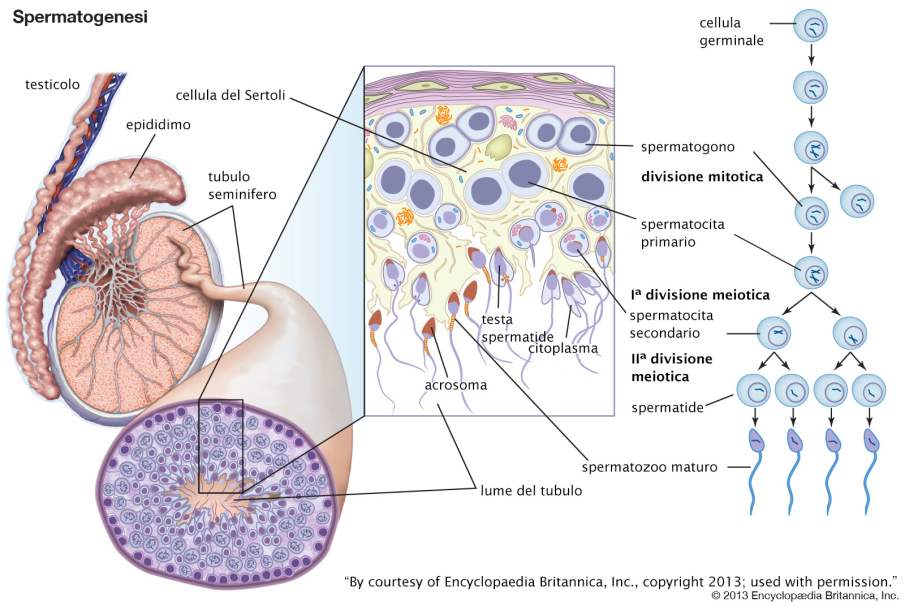 Spermatogenesi
testicolo
epididimo
tubulo
seminifero
cellula del Sertoli
testa
spermatide
citoplasma
acrosoma
lume del tubulo
cellula
germinale
spermatogono
divisione mitotica
spermatocita
primario
Iª divisione meiotica
spermatocita
secondario
IIª divisione
meiotica
spermatide
spermatozoo maturo
“By courtesy of Encyclopaedia Britannica, Inc., copyright 2013; used with permission.”
© 2013 Encyclopædia Britannica, Inc.